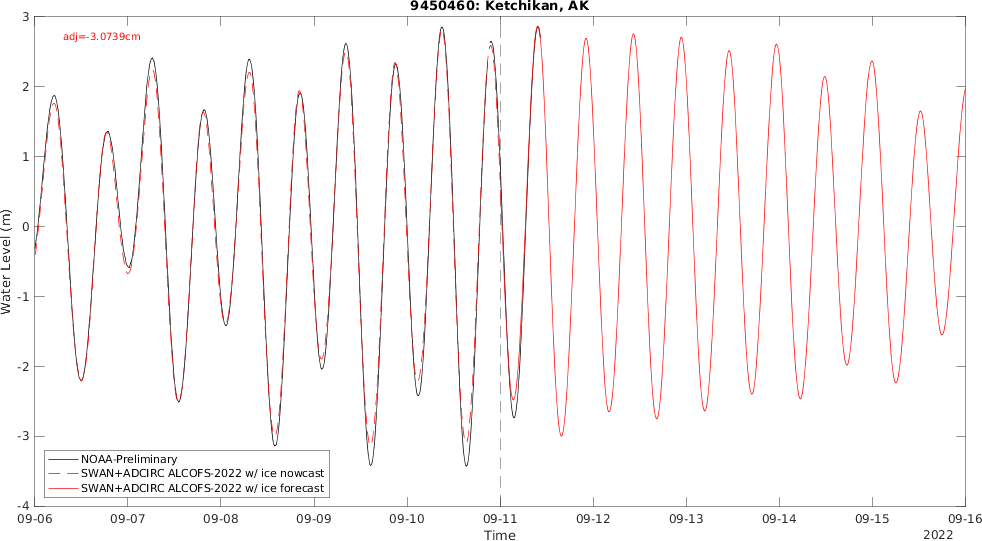 9450460: Ketchikan, AK
adj=-3.0739cm
3
2
1
0
-1
-2
-3
-4
Water Level (m)
NOAA-Preliminary
SWAN+ADCIRC ALCOFS-2022 w/ ice nowcast
SWAN+ADCIRC ALCOFS-2022 w/ ice forecast
09-06 09-07 09-08 09-09 09-10 09-11 09-12 09-13 09-14 09-15 09-16
Time
2022